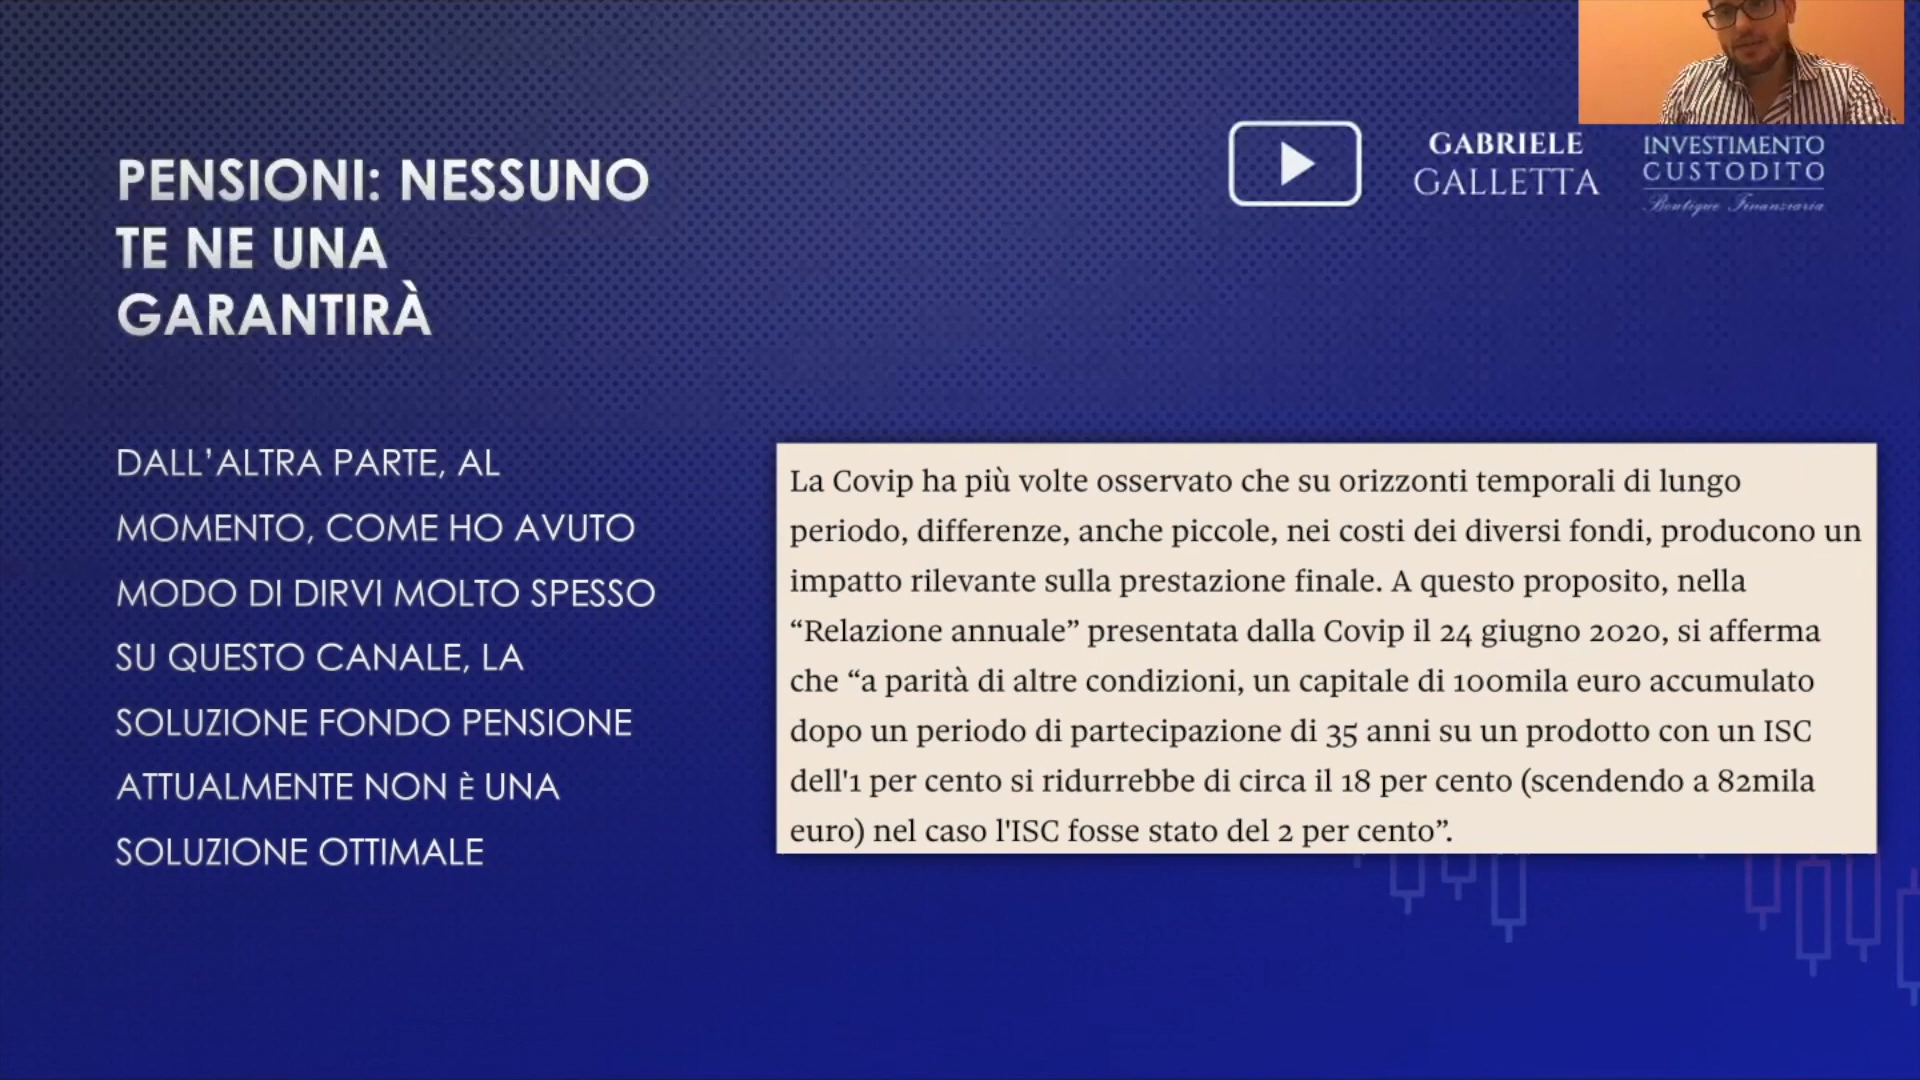 PENSIONI: NESSUNO
TE NE UNA
GARANTIRÀ
GABRIELE
GALLETTA
INVESTIMENTO
CUSTODITO
Boutique Finanziaria
DALL’ALTRA PARTE, AL
MOMENTO, COME HO AVUTO
MODO DI DIRVI MOLTO SPESSO
SU QUESTO CANALE, LA
SOLUZIONE FONDO PENSIONE
ATTUALMENTE NON È UNA
SOLUZIONE OTTIMALE
La Covip ha più volte osservato che su orizzonti temporali di lungo
periodo, differenze, anche piccole, nei costi dei diversi fondi, producono un
impatto rilevante sulla prestazione finale. A questo proposito, nella
“Relazione annuale” presentata dalla Covip il 24 giugno 2020, si afferma
che “a parità di altre condizioni, un capitale di 100mila euro accumulato
dopo un periodo di partecipazione di 35 anni su un prodotto con un ISC
dell'1 per cento si ridurrebbe di circa il 18 per cento (scendendo a 82mila
euro) nel caso l'ISC fosse stato del 2 per cento”.